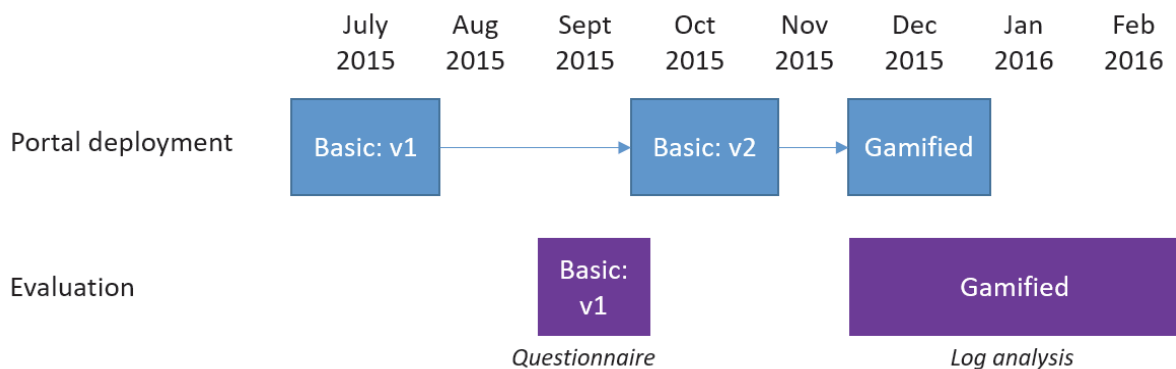 July Aug Sept Oct Nov Dec Jan Feb
2015 2015 2015 2015 2015 2015 2016 2016
Portal deployment Basic: v1 Basic: v2 Gamified
Evaluation Basic: v1 Gamified
Questionnaire Log analysis